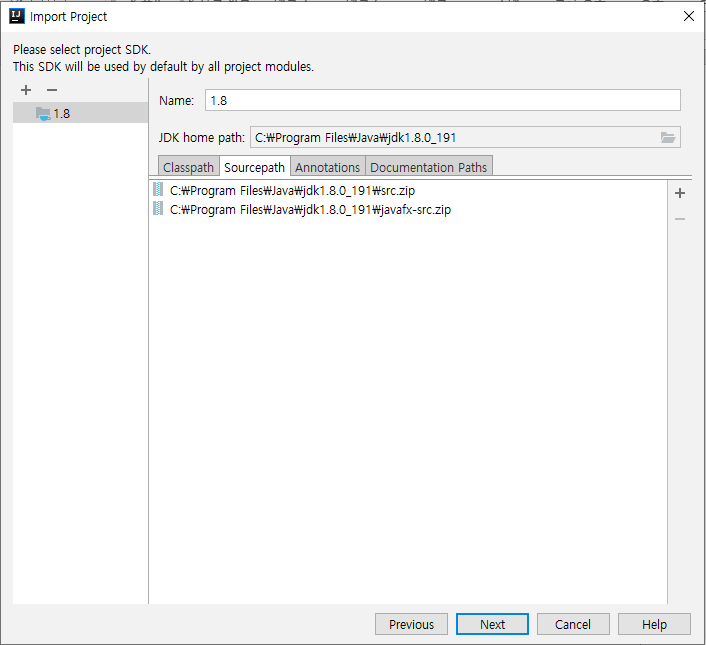 Import Project
Please select project SDK.
This SDK will be used by default by all project modules.
1.8
Name: 1.8
JDK home path: C:₩Program Files₩Java₩jdk1.8.0_191
Classpath Sourcepath Annotations Documentation Paths
C:₩Program Files₩Java₩jdk1.8.0_191₩src.zip
C:₩Program Files₩Java₩jdk1.8.0_191₩javafx-src.zip
Previous Next Cancel Help